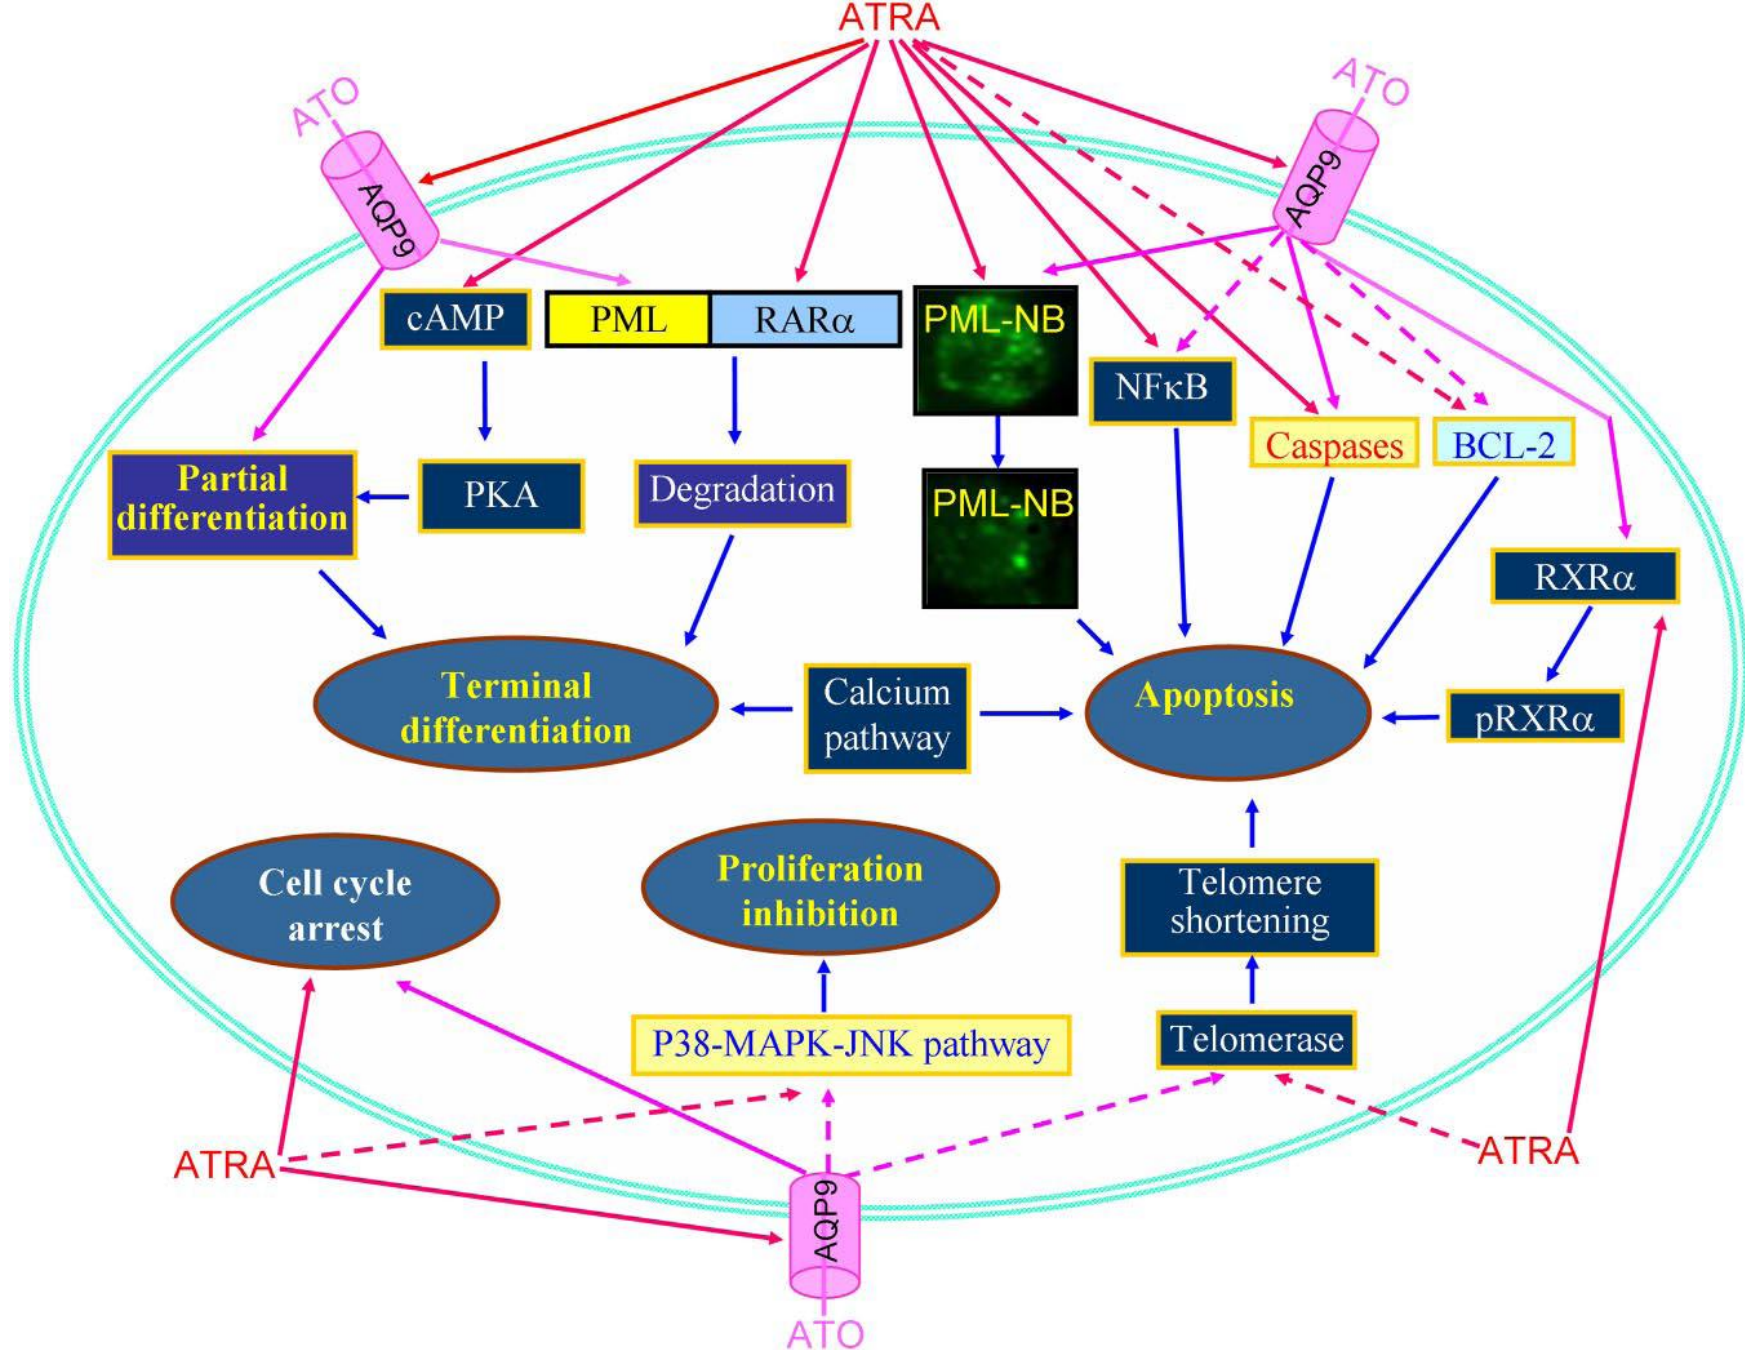 ATRA
ATO
ATO
AQP9
AQP9
cAMP
PML
RARα
PML-NB
NFκB
Caspases
BCL-2
Partial
differentiation
PKA
Degradation
PML-NB
RXRα
Terminal
differentiation
Calcium
pathway
Apoptosis
pRXRα
Cell cycle
arrest
Proliferation
inhibition
Telomere
shortening
P38-MAPK-JNK pathway
Telomerase
ATRA
ATRA
AQP9
ATO